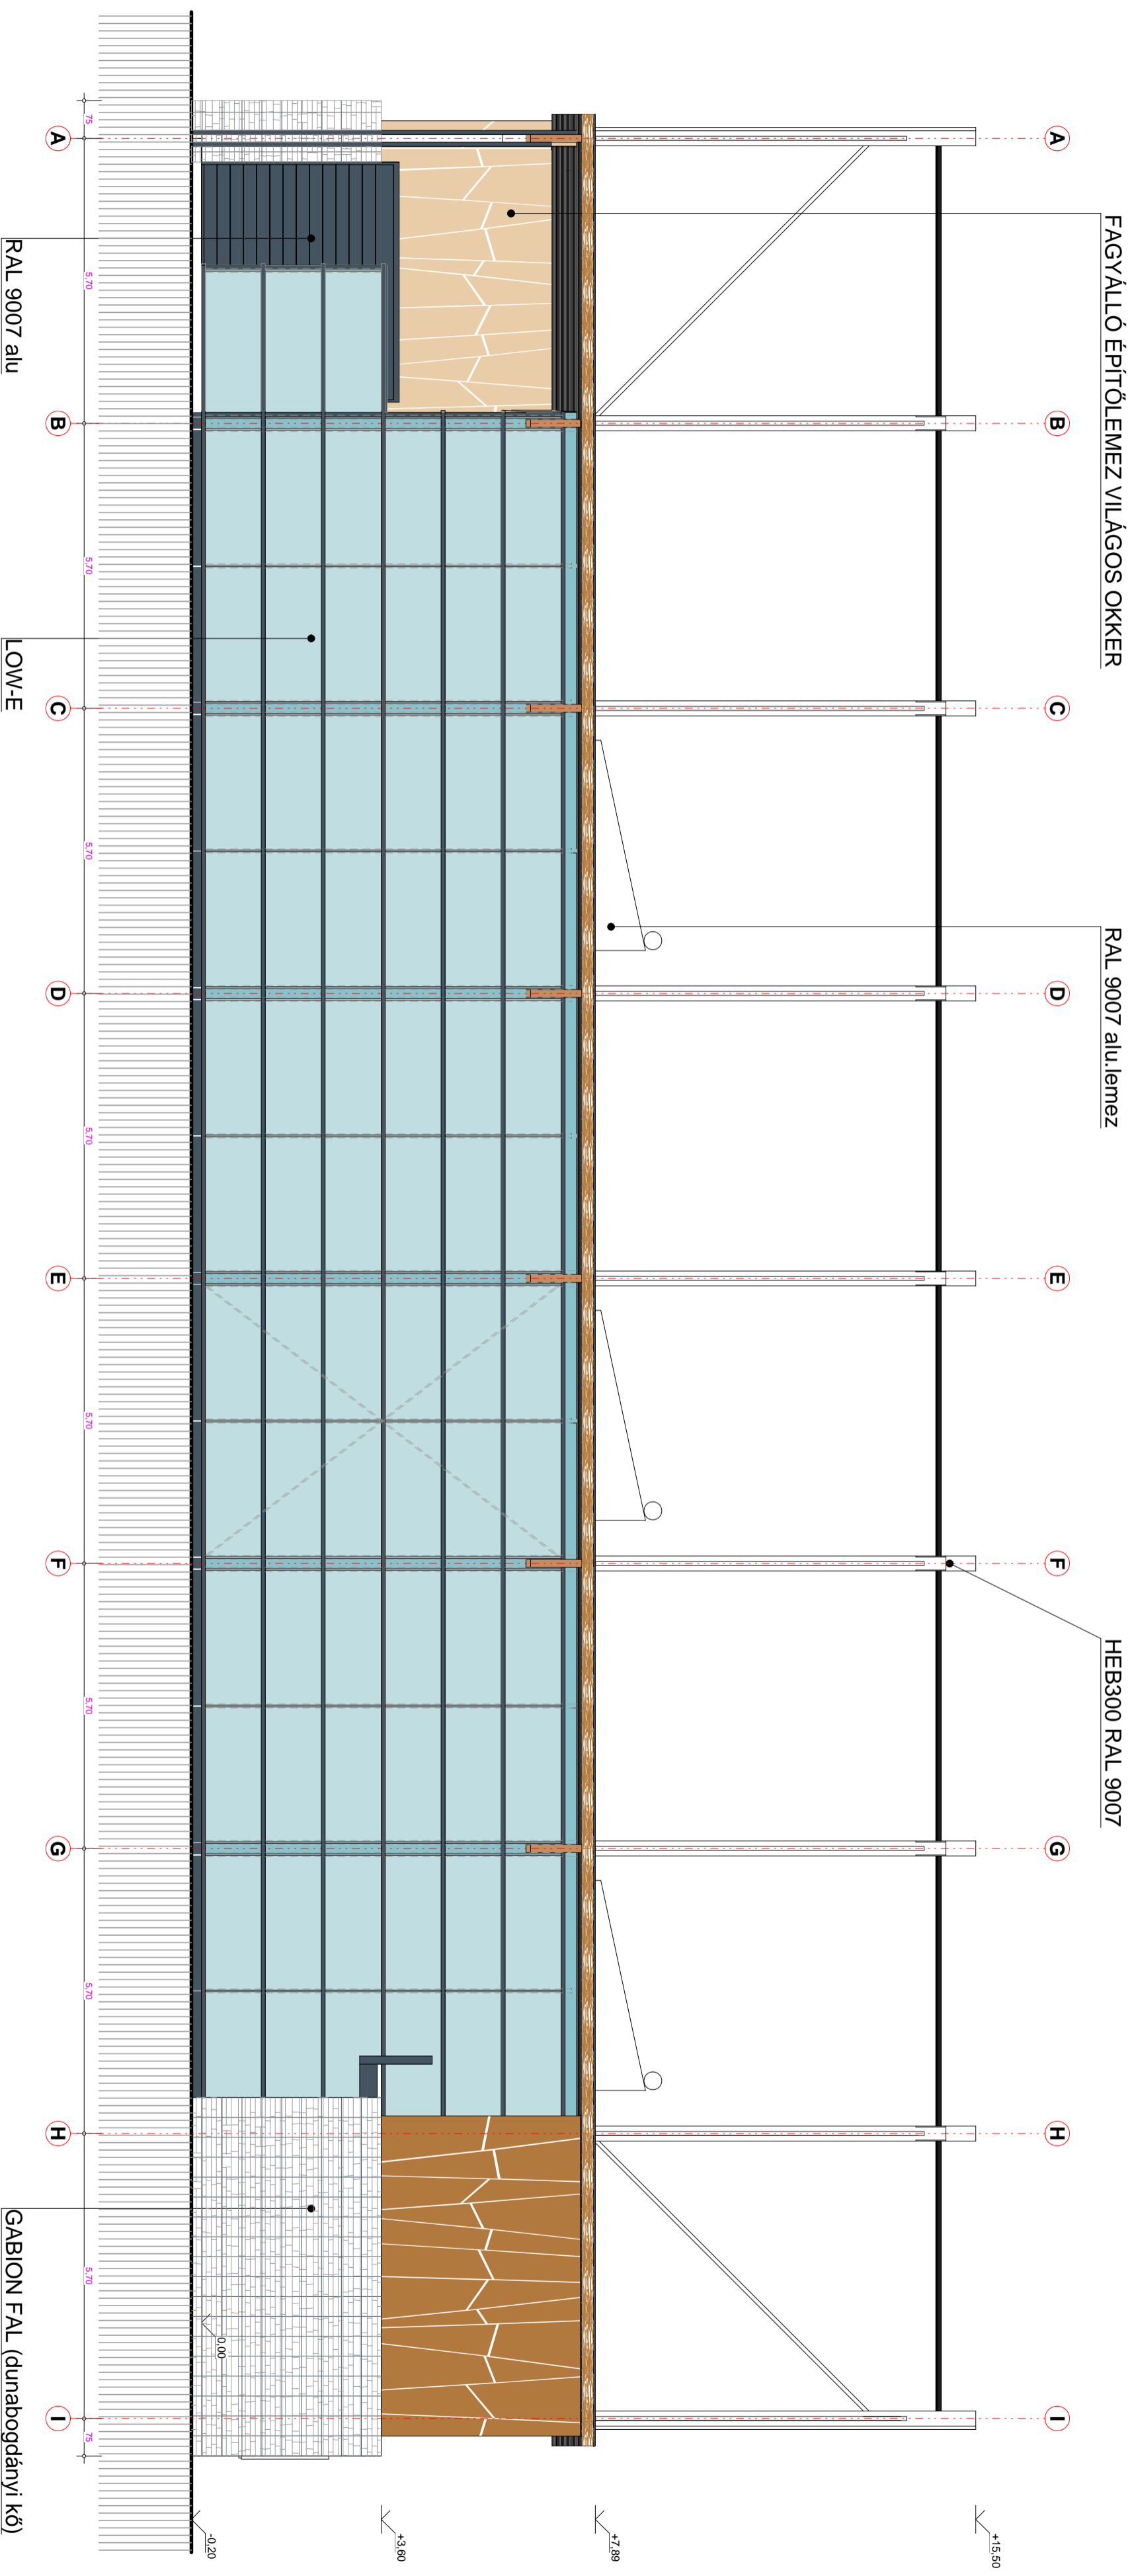 FAGYÁLLÓ ÉPÍTŐLEMEZ VILÁGOS OKKER
RAL 9007 alu.lemez
HEB300 RAL 9007
A B C D E F G H I
+15,50
+7,89
+3,60
0,00
-0,20
75 5,70 5,70 5,70 5,70 5,70 5,70 5,70 5,70 75
A B C D E F G H I
RAL 9007 alu
LOW-E
GABION FAL (dunabogdányi kő)